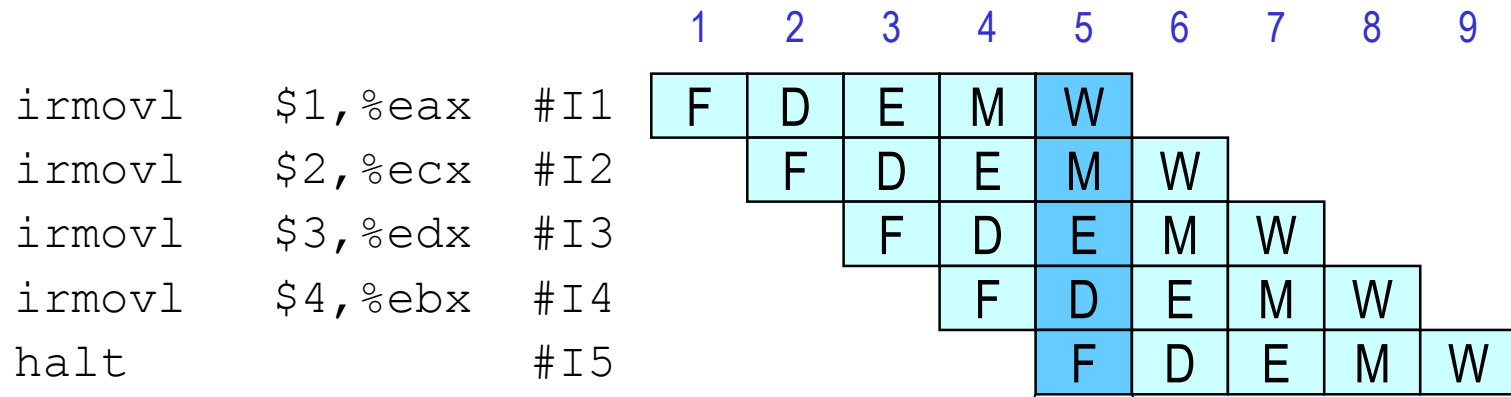 1 2 3 4 5 6 7 8 9
irmovl $1,%eax #I1 F D E M W
irmovl $2,%ecx #I2 F D E M W
irmovl $3,%edx #I3 F D E M W
irmovl $4,%ebx #I4 F D E M W
halt #I5 F D E M W